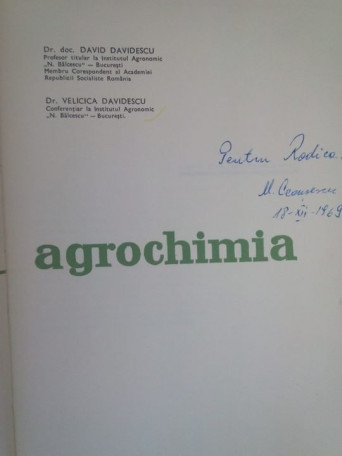 Dr. doc. DAVID DAVIDESCU
Profesor titular la Institutul Agronomic
„N. Bălcescu” — București
Membru Corespondent al Academiei
Republicii Socialiste România
Dr. VELICICA DAVIDESCU
Conferențiar la Institutul Agronomic
„N. Bălcescu” — București.
Pentru Rodica
M.
18-XI-1969
agrochimia